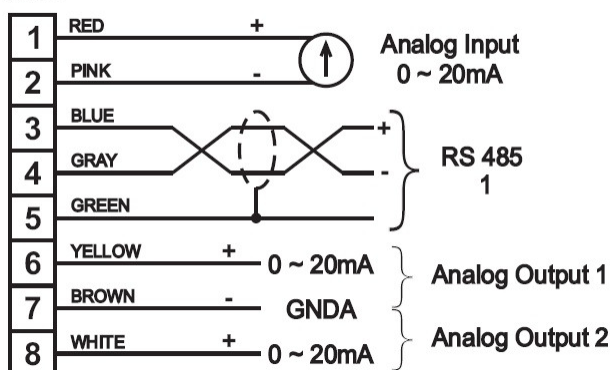 1 RED +
Analog Input
0 ~ 20mA
2 PINK -
3 BLUE +
4 GRAY -
RS 485
1
5 GREEN
6 YELLOW + 0 ~ 20mA
Analog Output 1
7 BROWN - GNDA
Analog Output 2
8 WHITE + 0 ~ 20mA